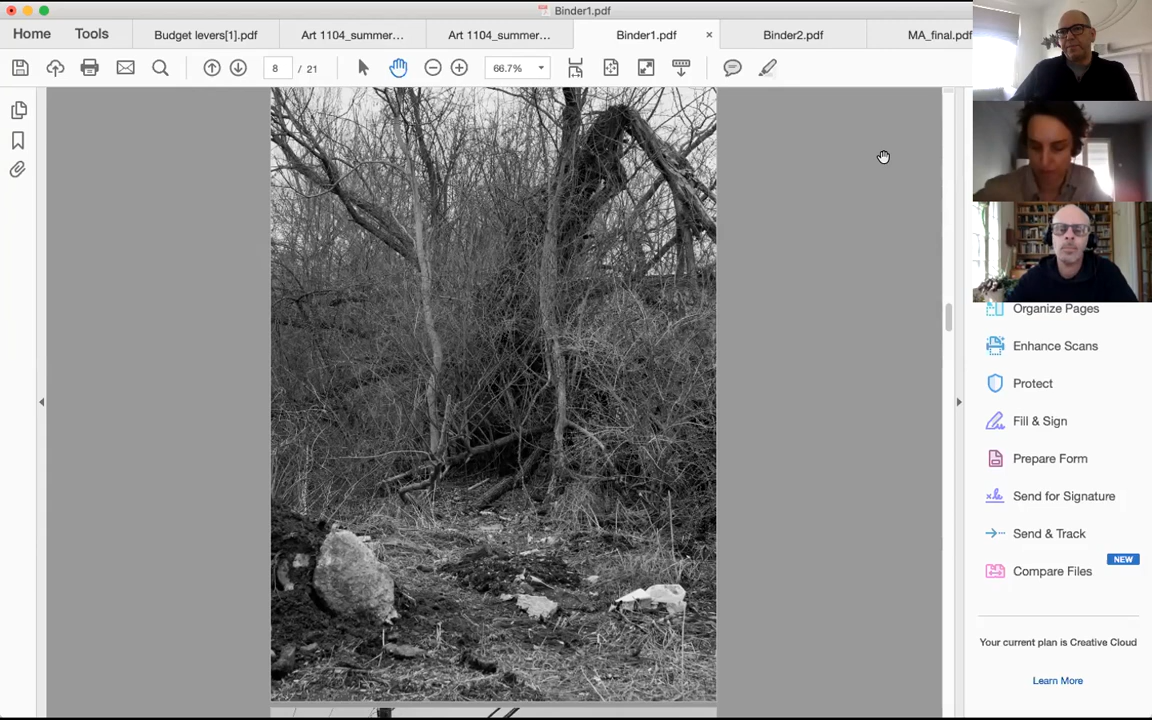 Binder1.pdf
Home Tools Budget levers[1].pdf Art 1104_summer... Art 1104_summer... Binder1.pdf × Binder2.pdf MA_final.pdf
8 / 21 66.7%
Organize Pages
Enhance Scans
Protect
Fill & Sign
Prepare Form
Send for Signature
Send & Track
NEW
Compare Files
Your current plan is Creative Cloud
Learn More